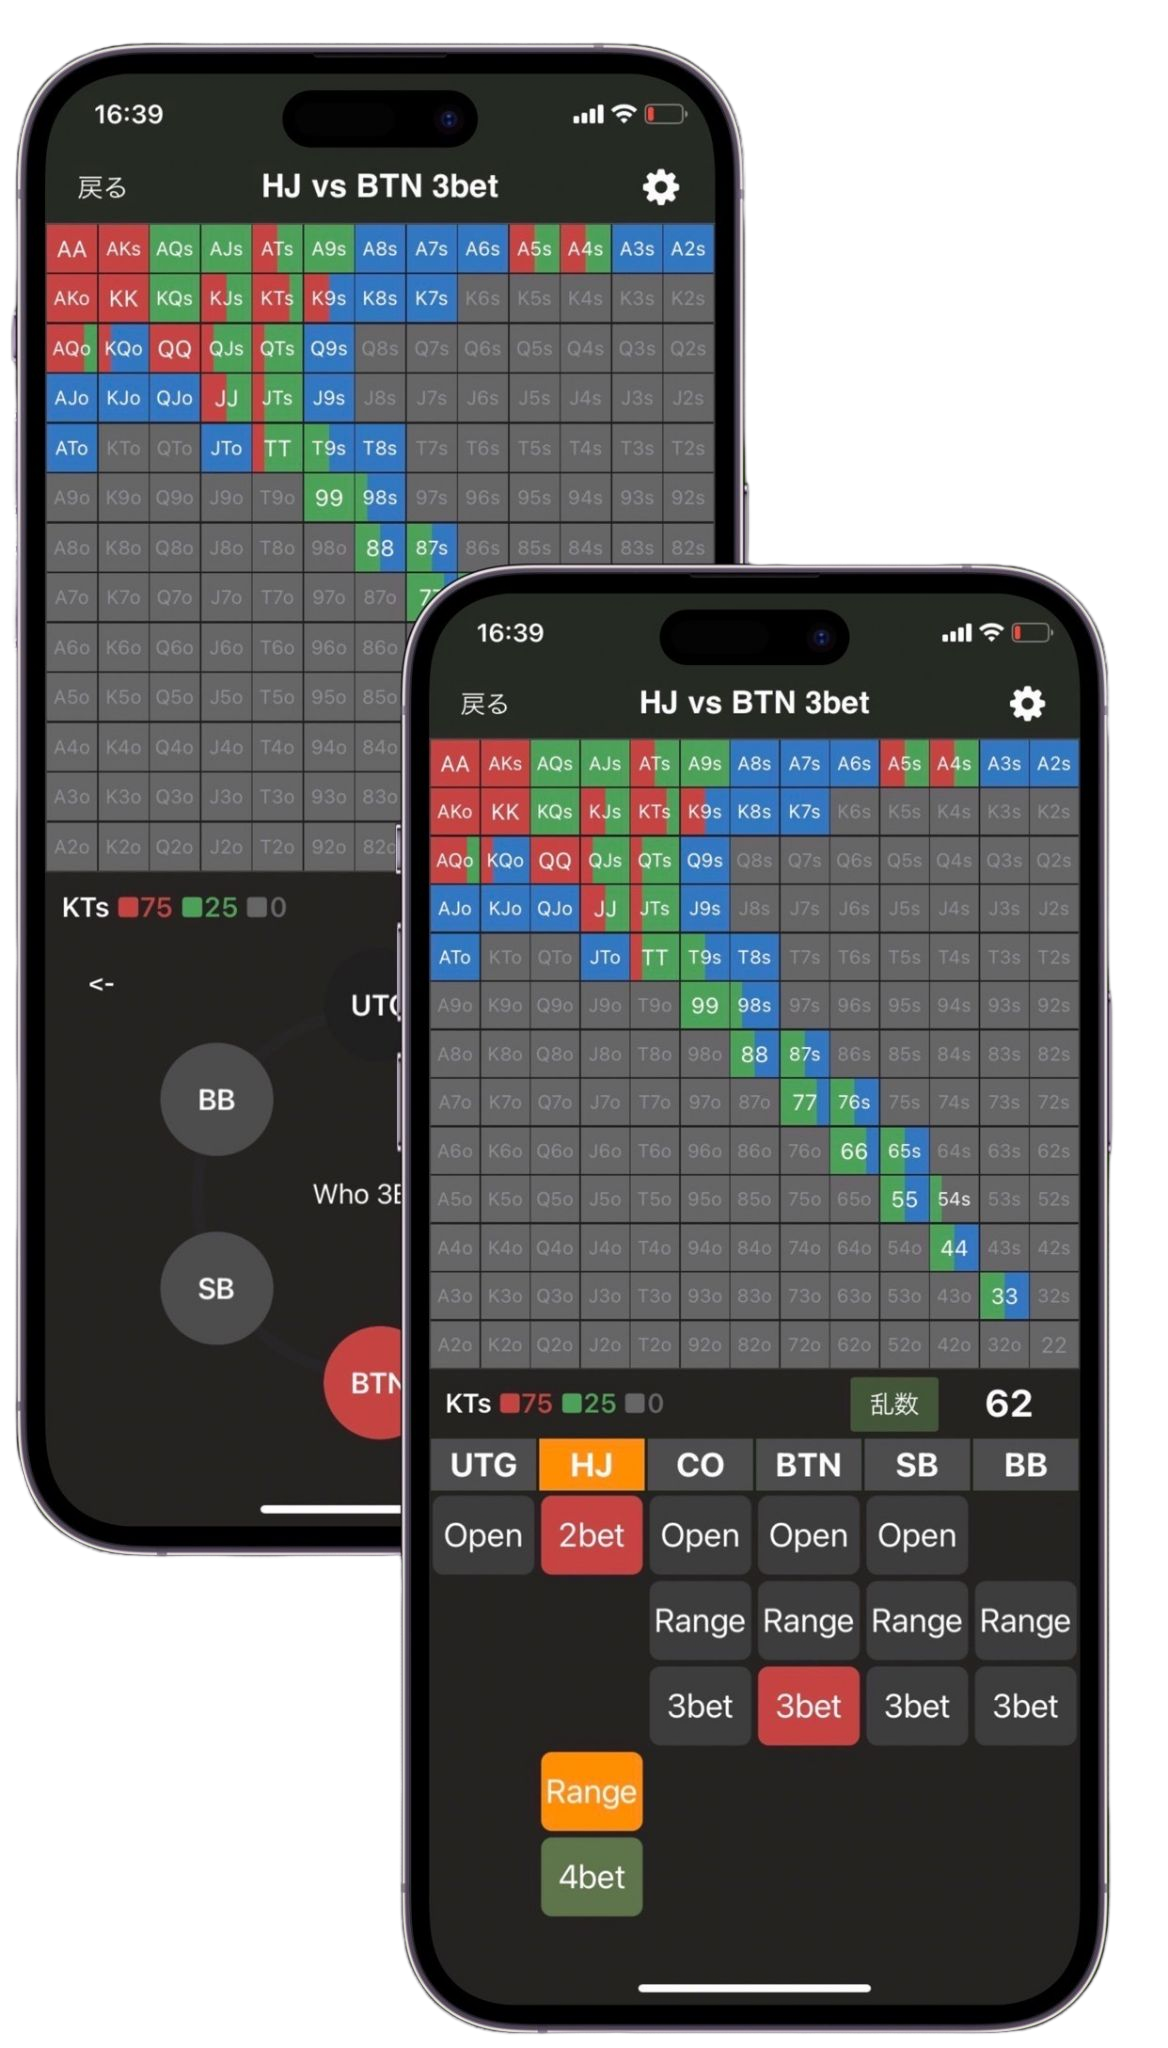 16:39
戻る HJ vs BTN 3bet
AA AKs AQs AJs ATs A9s A8s A7s A6s A5s A4s A3s A2s
AKo KK KQs KJs KTs K9s K8s K7s K6s K5s K4s K3s K2s
AQo KQo QQ QJs QTs Q9s Q8s Q7s Q6s Q5s Q4s Q3s Q2s
AJo KJo QJo JJ JTs J9s J8s J7s J6s J5s J4s J3s J2s
ATo KTo QTo JTo TT T9s T8s T7s T6s T5s T4s T3s T2s
A9o K9o Q9o J9o T9o 99 98s 97s 96s 95s 94s 93s 92s
A8o K8o Q8o J8o T8o 98o 88 87s 86s 85s 84s 83s 82s
A7o K7o Q7o J7o T7o 97o 87o
A6o K6o Q6o J6o T6o 96o 86o
A5o K5o Q5o J5o T5o 95o 85o
A4o K4o Q4o J4o T4o 94o 84o
A3o K3o Q3o J3o T3o 93o 83o
A2o K2o Q2o J2o T2o 92o
KTs 75 25 0
<-
BB
Who
SB
16:39
戻る HJ vs BTN 3bet
AA AKs AQs AJs ATs A9s A8s A7s A6s A5s A4s A3s A2s
AKo KK KQs KJs KTs K9s K8s K7s K6s K5s K4s K3s K2s
AQo KQo QQ QJs QTs Q9s Q8s Q7s Q6s Q5s Q4s Q3s Q2s
AJo KJo QJo JJ JTs J9s J8s J7s J6s J5s J4s J3s J2s
ATo KTo QTo JTo TT T9s T8s T7s T6s T5s T4s T3s T2s
A9o K9o Q9o J9o T9o 99 98s 97s 96s 95s 94s 93s 92s
A8o K8o Q8o J8o T8o 98o 88 87s 86s 85s 84s 83s 82s
A7o K7o Q7o J7o T7o 97o 87o 77 76s 75s 74s 73s 72s
A6o K6o Q6o J6o T6o 96o 86o 76o 66 65s 64s 63s 62s
A5o K5o Q5o J5o T5o 95o 85o 75o 65o 55 54s 53s 52s
A4o K4o Q4o J4o T4o 94o 84o 74o 64o 54o 44 43s 42s
A3o K3o Q3o J3o T3o 93o 83o 73o 63o 53o 43o 33 32s
A2o K2o Q2o J2o T2o 92o 82o 72o 62o 52o 42o 32o 22
KTs 75 25 0 乱数 62
UTG HJ CO BTN SB BB
Open 2bet Open Open Open
Range Range Range Range
3bet 3bet 3bet 3bet
Range
4bet